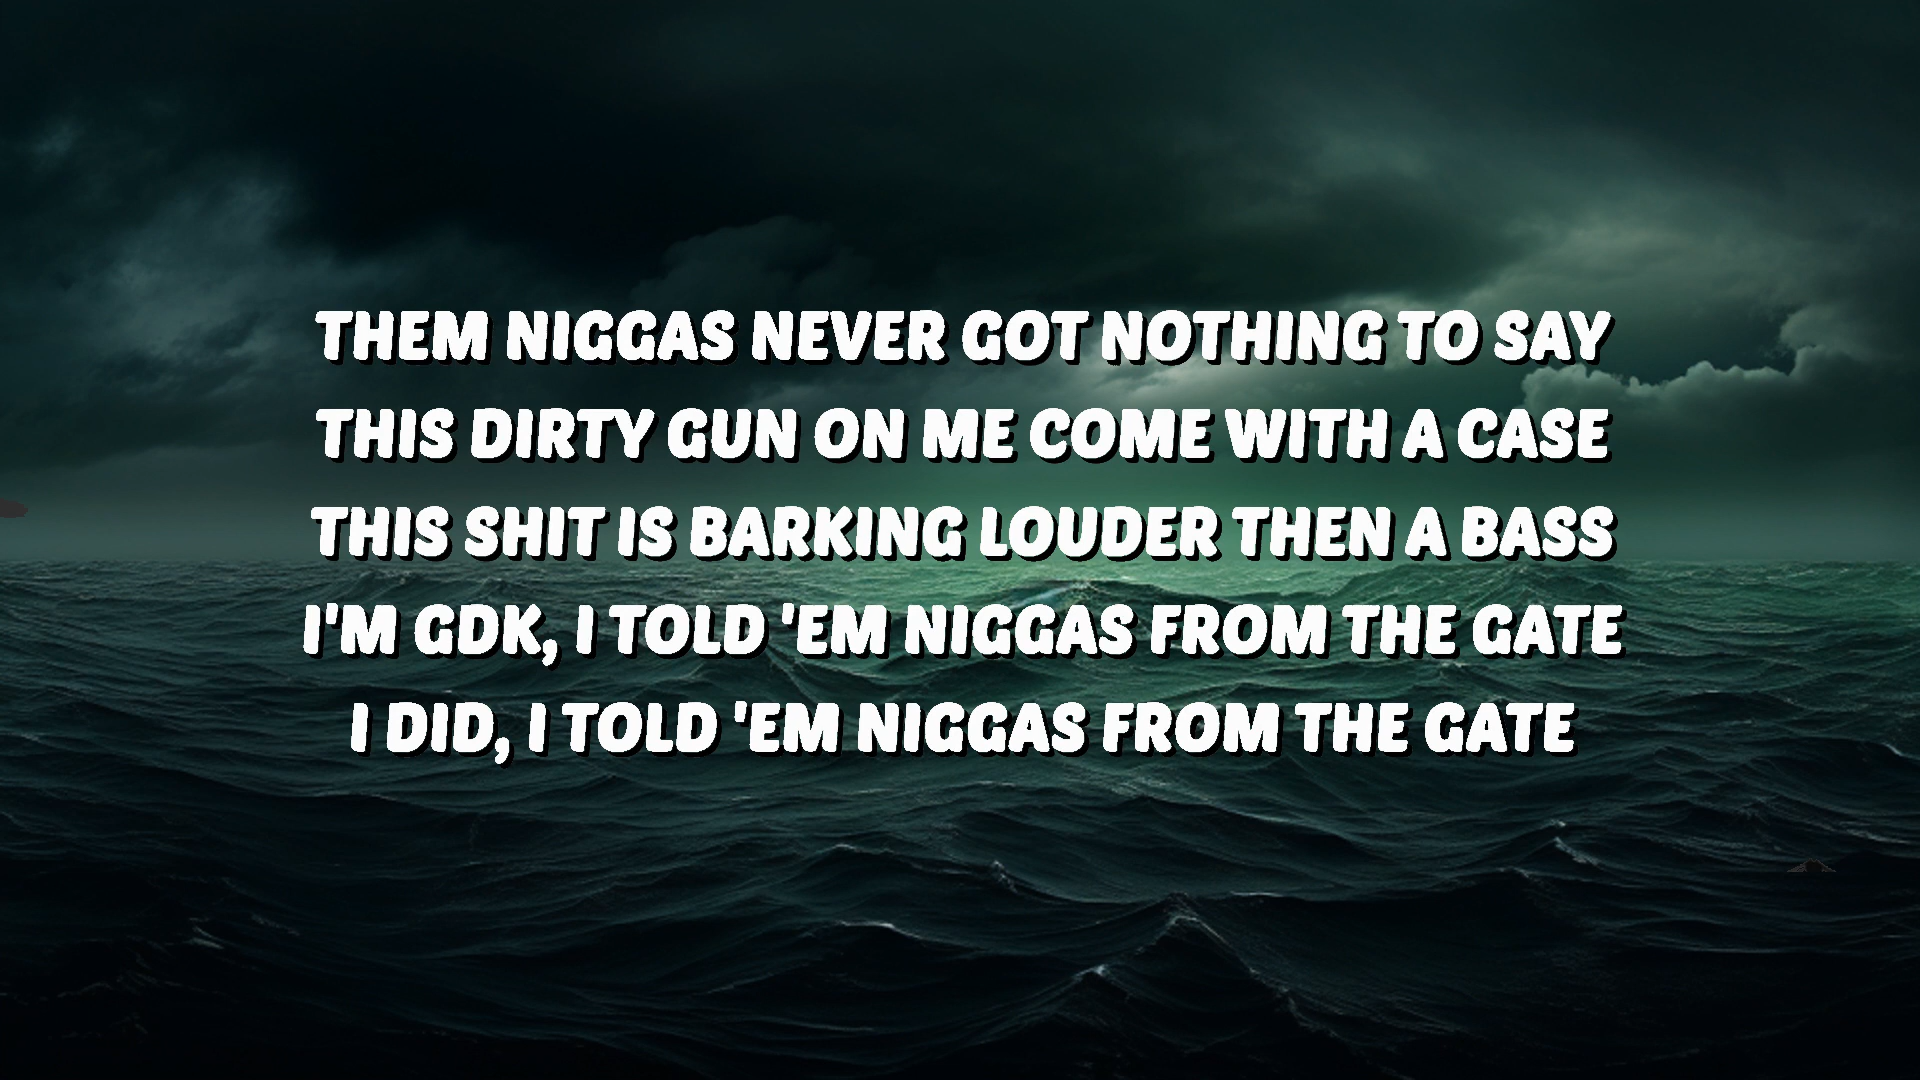 THEM NIGGAS NEVER GOT NOTHING TO SAY
THIS DIRTY GUN ON ME COME WITH A CASE
THIS SHIT IS BARKING LOUDER THEN A BASS
I'M GDK, I TOLD 'EM NIGGAS FROM THE GATE
I DID, I TOLD 'EM NIGGAS FROM THE GATE